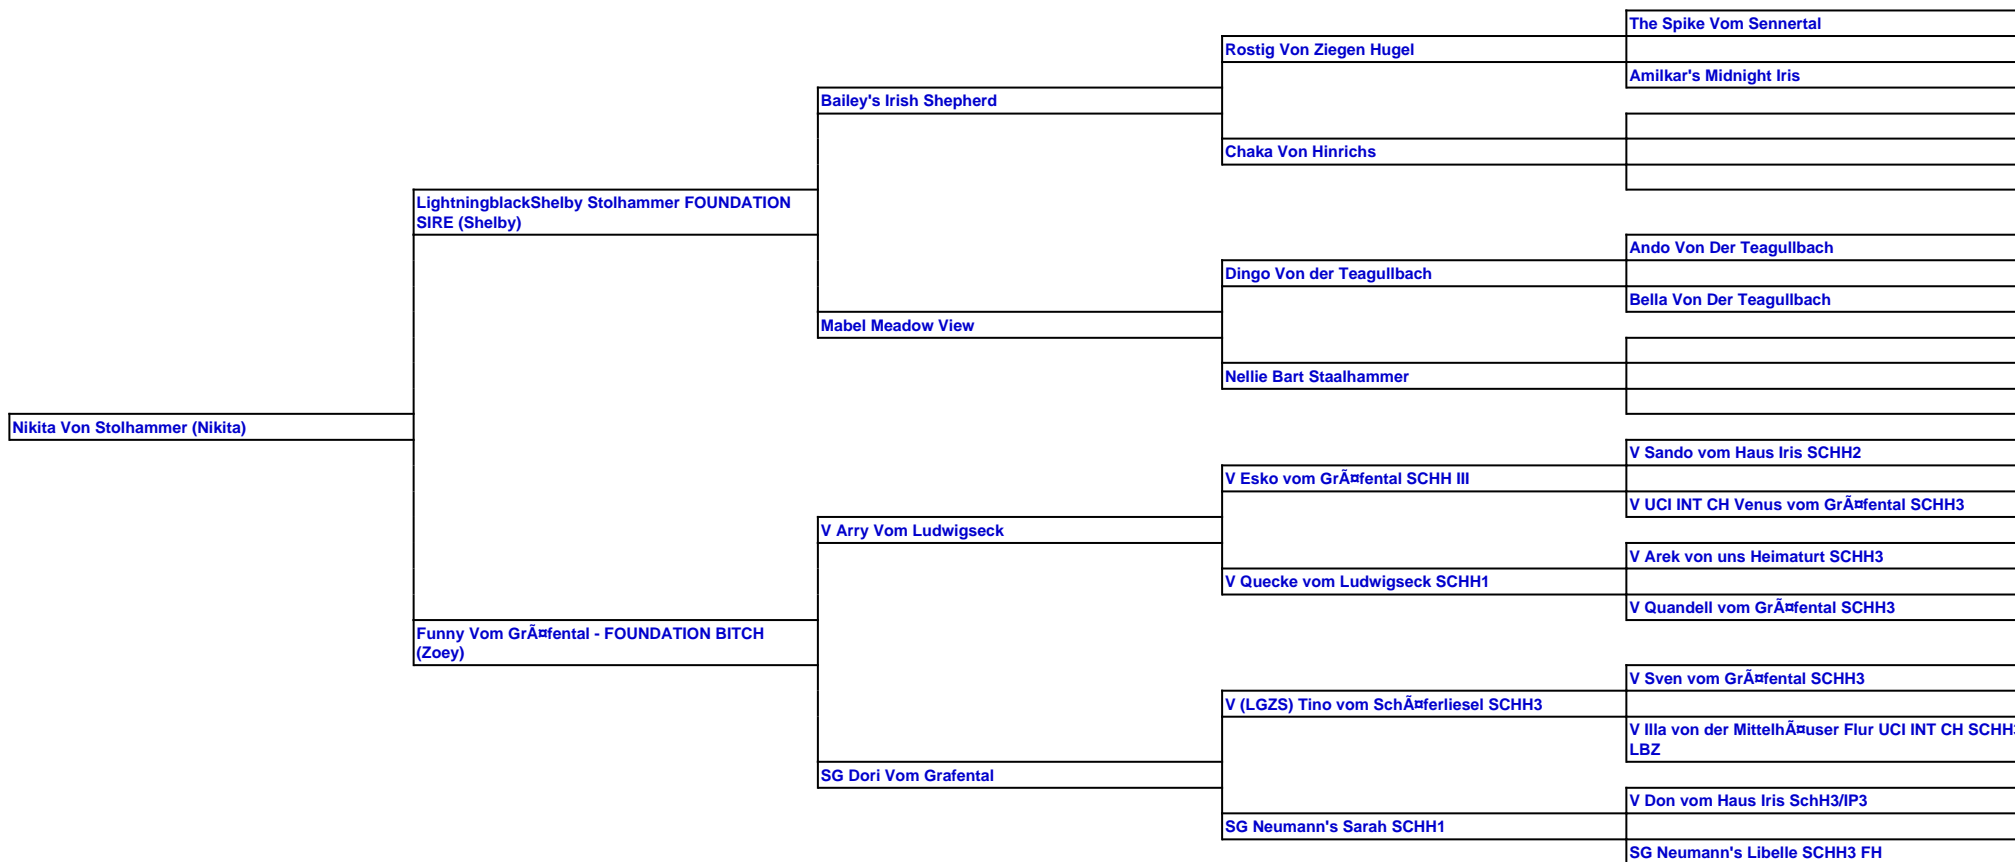 The Spike Vom Sennertal
Rostig Von Ziegen Hugel
Amilkar's Midnight Iris
Bailey's Irish Shepherd
Chaka Von Hinrichs
LightningblackShelby Stolhammer FOUNDATION
SIRE (Shelby)
Ando Von Der Teagullbach
Dingo Von der Teagullbach
Bella Von Der Teagullbach
Mabel Meadow View
Nellie Bart Staalhammer
Nikita Von Stolhammer (Nikita)
V Sando vom Haus Iris SCHH2
V Esko vom GrÃ¤fental SCHH III
V UCI INT CH Venus vom GrÃ¤fental SCHH3
V Arry Vom Ludwigseck
V Arek von uns Heimaturt SCHH3
V Quecke vom Ludwigseck SCHH1
V Quandell vom GrÃ¤fental SCHH3
Funny Vom GrÃ¤fental - FOUNDATION BITCH
(Zoey)
V Sven vom GrÃ¤fental SCHH3
V (LGZS) Tino vom SchÃ¤ferliesel SCHH3
V Illa von der MittelhÃ¤user Flur UCI INT CH SCHH3
LBZ
SG Dori Vom Grafental
V Don vom Haus Iris SchH3/IP3
SG Neumann's Sarah SCHH1
SG Neumann's Libelle SCHH3 FH